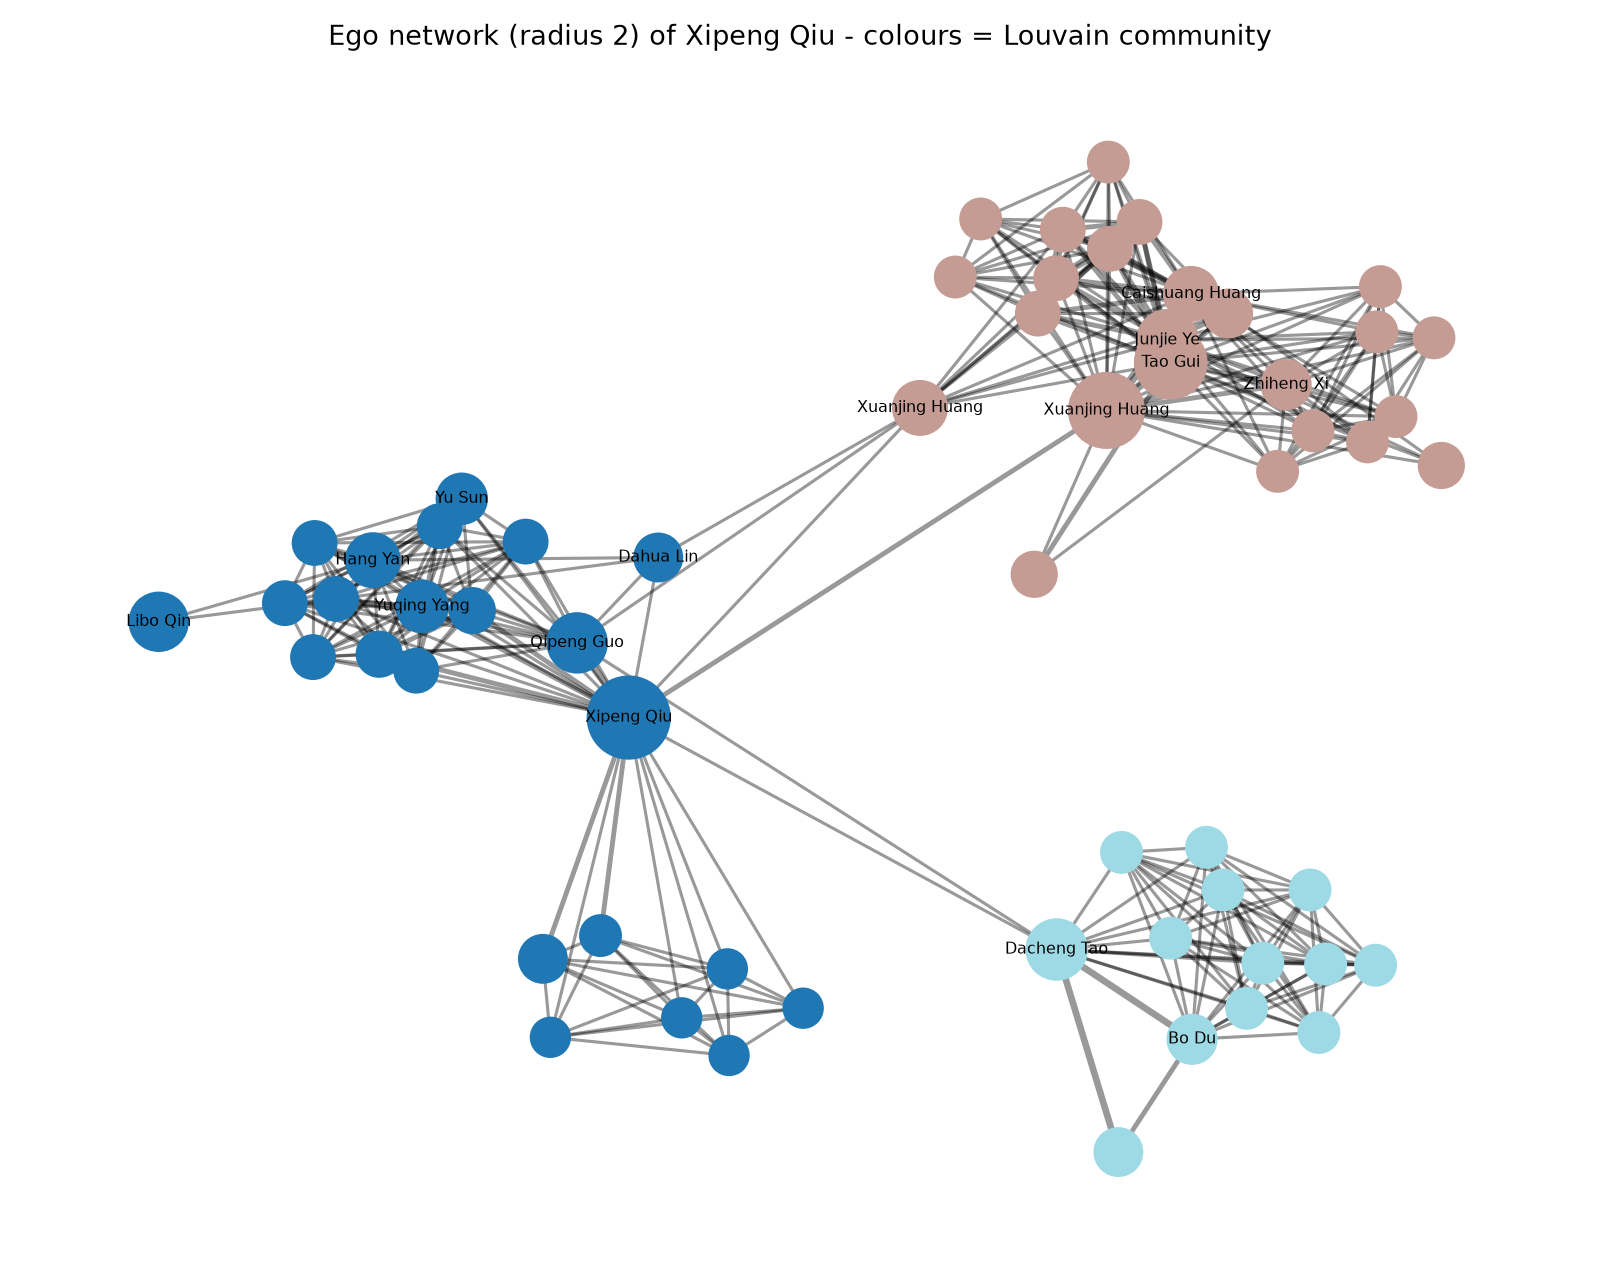 Ego network (radius 2) of Xipeng Qiu - colours = Louvain community
Caishuang Huang
Junjie Ye
Tao Gui
Zhiheng Xi
Xuanjing Huang
Xuanjing Huang
Yu Sun
Hang Yan
Dahua Lin
Yuqing Yang
Libo Qin
Qipeng Guo
Xipeng Qiu
Dacheng Tao
Bo Du